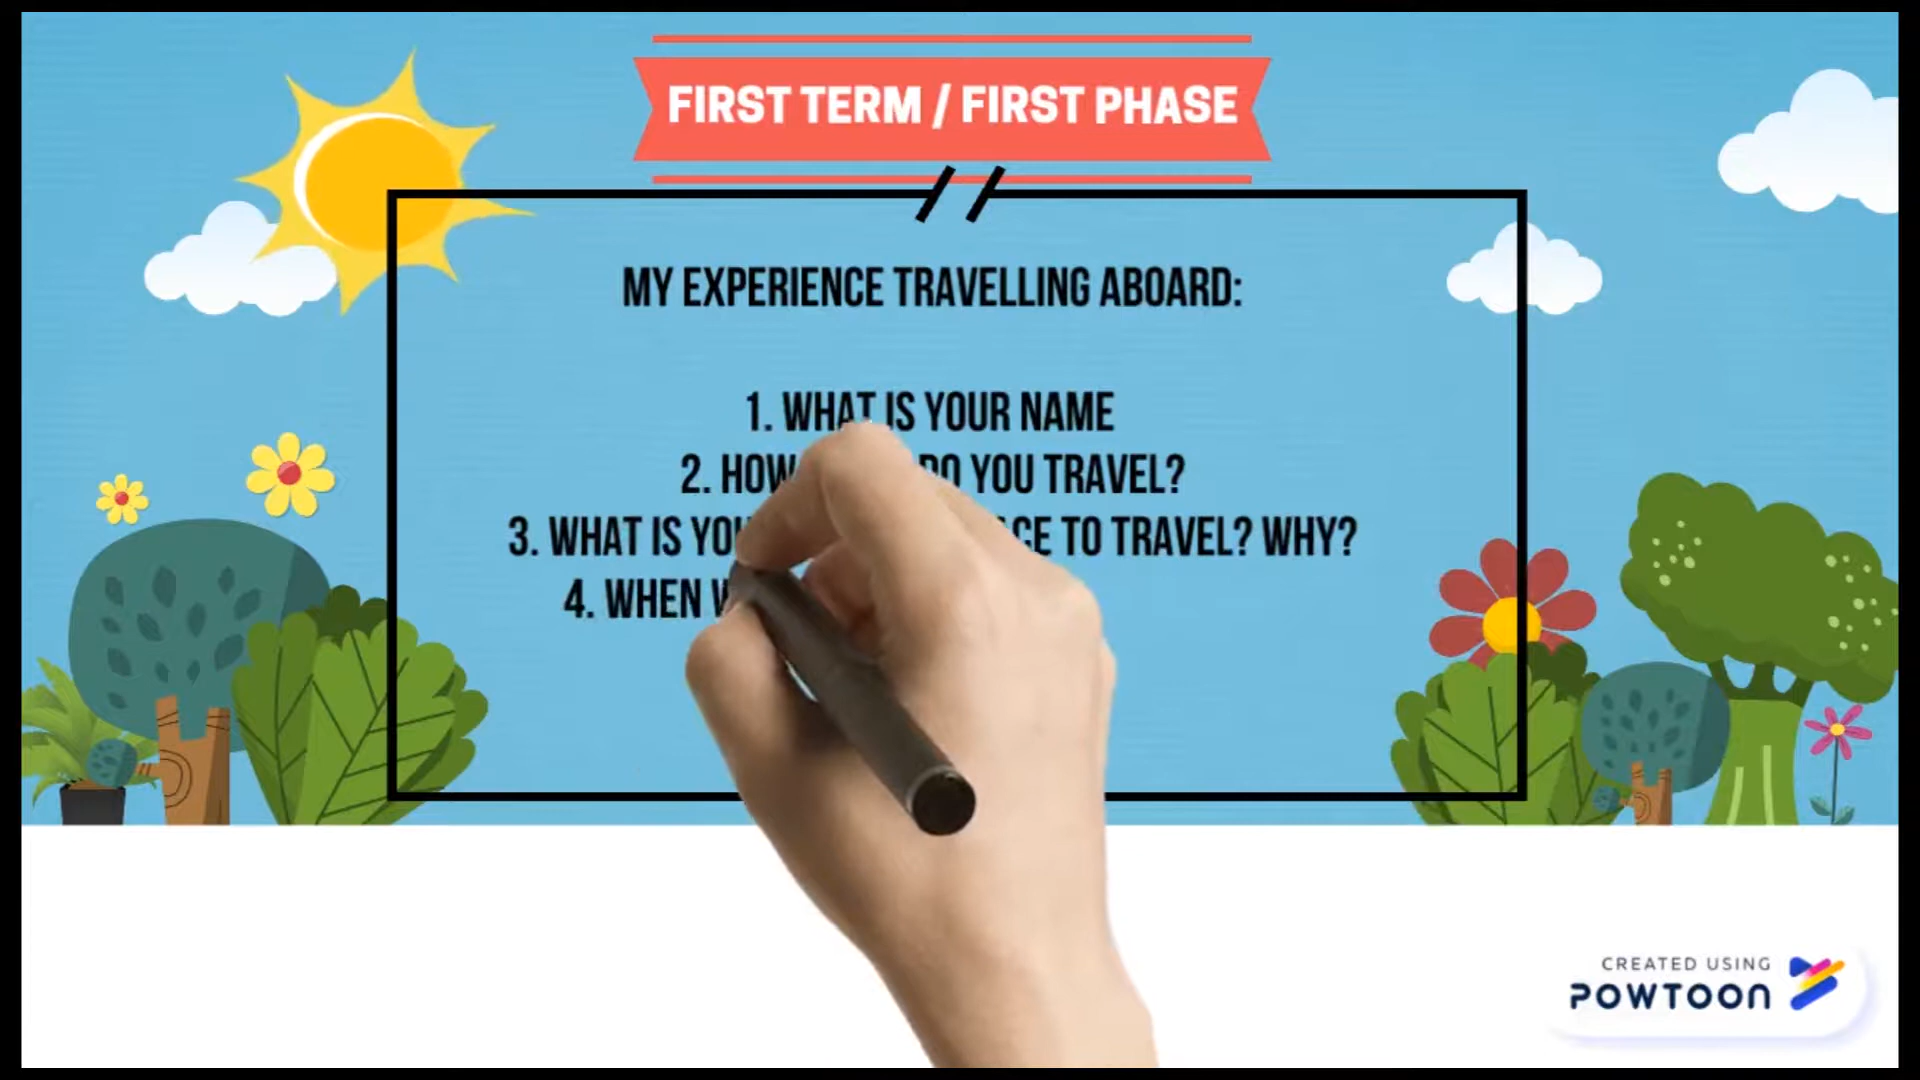 FIRST TERM / FIRST PHASE
MY EXPERIENCE TRAVELLING ABOARD:
1. WHAT IS YOUR NAME
2. HOW DO YOU TRAVEL?
3. WHAT IS TO TRAVEL? WHY?
4. WHEN
CREATED USING
POWTOON